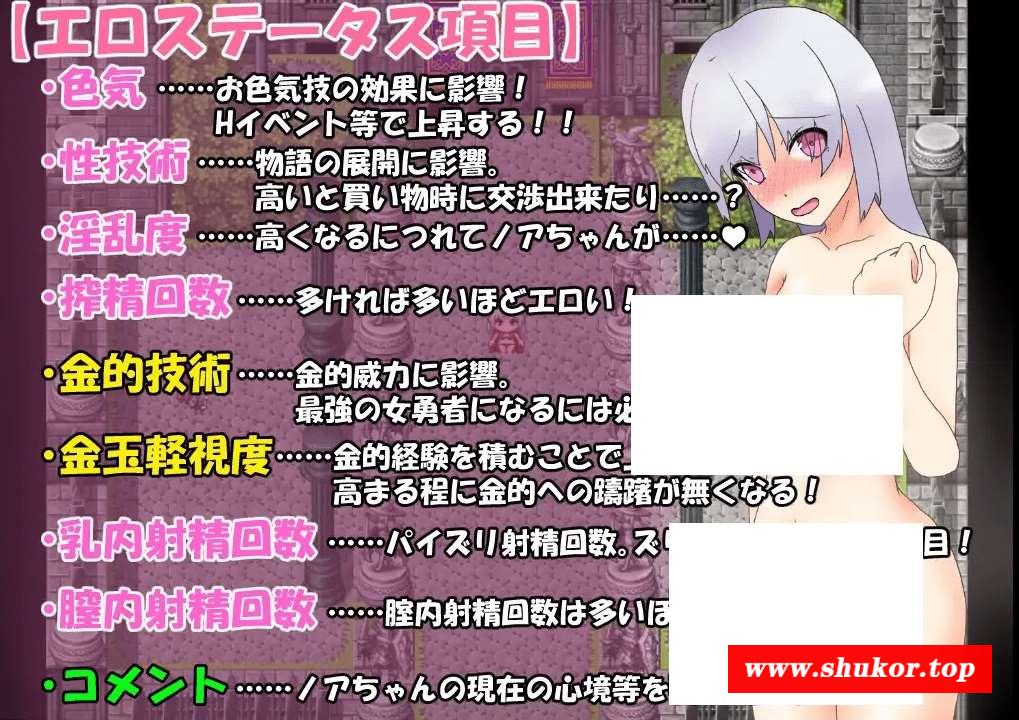 【エロステータス項目】
・色気……お色気技の効果に影響！
Hイベント等で上昇する！！
・性技術……物語の展開に影響。
高いと買い物時に交渉出来たり……？
・淫乱度……高くなるにつれてノアちゃんが……♥
・搾精回数……多ければ多いほどエロい！
・金的技術……金的威力に影響。
最強の女勇者になるには
・金玉軽視度……金的経験を積むことで
高まる程に金的への躊躇が無くなる！
・乳内射精回数……パイズリ射精回数。ズリ 目！
・膣内射精回数……膣内射精回数は多いほ
・コメント……ノアちゃんの現在の心境等を
www.shukor.top